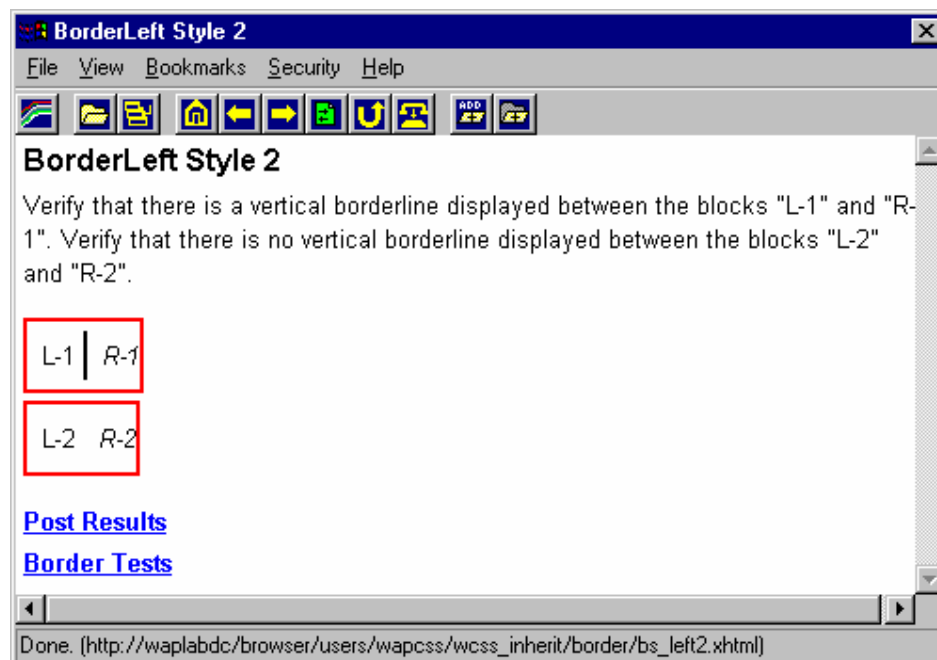 BorderLeft Style 2
File View Bookmarks Security Help
ADD
BorderLeft Style 2
Verify that there is a vertical borderline displayed between the blocks "L-1" and "R-
1". Verify that there is no vertical borderline displayed between the blocks "L-2"
and "R-2".
L-1 R-1
L-2 R-2
Post Results
Border Tests
Done. (http://waplabdc/browser/users/wapcss/wcss_inherit/border/bs_left2.xhtml)